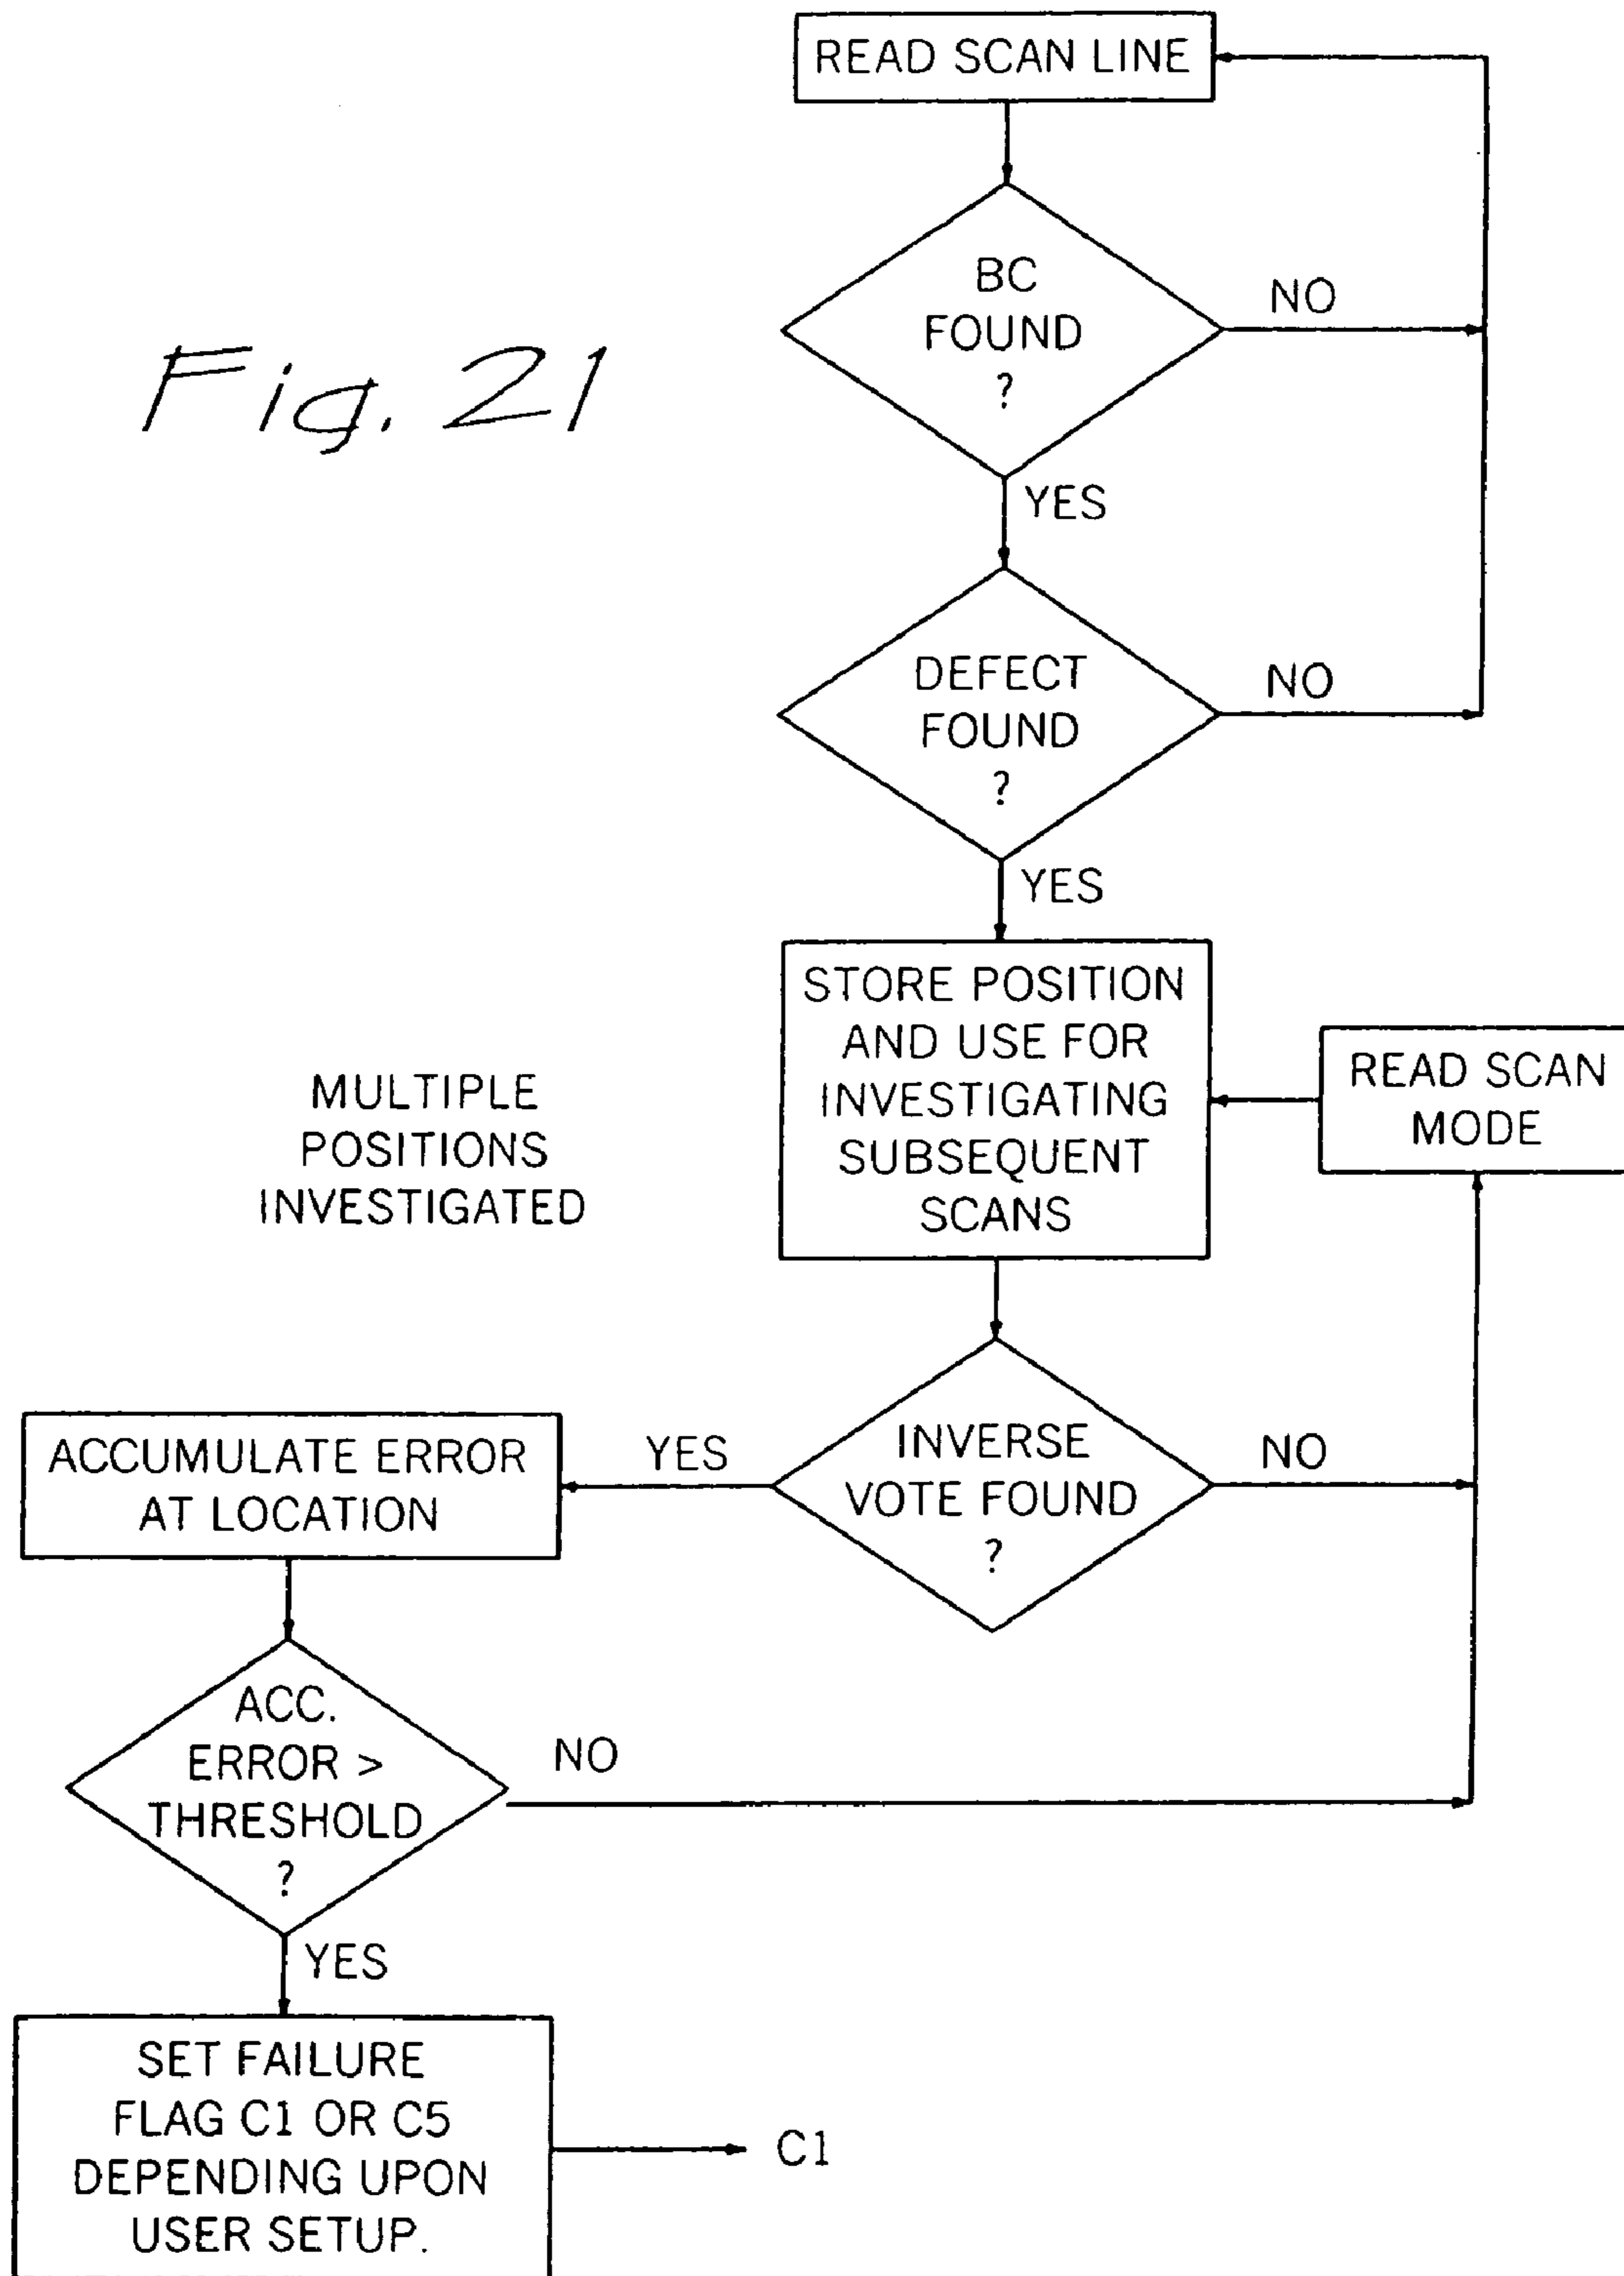 READ SCAN LINE
Fig. 21
BC
FOUND
?
NO
YES
DEFECT
FOUND
?
NO
YES
STORE POSITION
AND USE FOR
INVESTIGATING
SUBSEQUENT
SCANS
READ SCAN
MODE
MULTIPLE
POSITIONS
INVESTIGATED
INVERSE
VOTE FOUND
?
NO
YES
ACCUMULATE ERROR
AT LOCATION
ACC.
ERROR >
THRESHOLD
?
NO
YES
SET FAILURE
FLAG C1 OR C5
DEPENDING UPON
USER SETUP.
C1